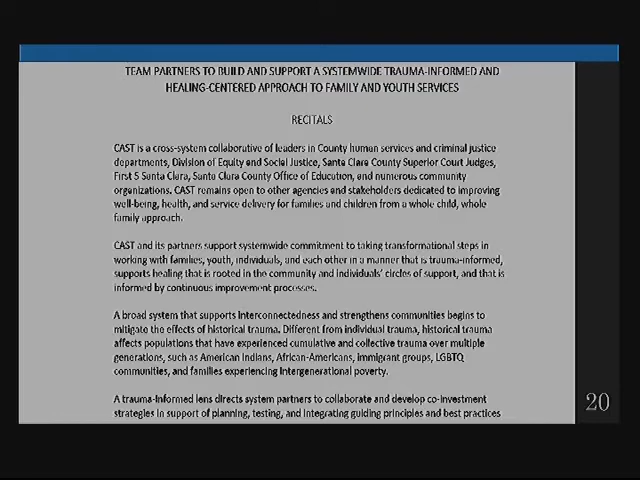 TEAM PARTNERS TO BUILD AND SUPPORT A SYSTEMWIDE TRAUMA-INFORMED AND
HEALING-CENTERED APPROACH TO FAMILY AND YOUTH SERVICES
RECITALS
CAST is a cross-system collaborative of leaders in County human services and criminal justice
departments, Division of Equity and Social Justice, Santa Clara County Superior Court Judges,
First 5 Santa Clara, Santa Clara County Office of Education, and numerous community
organizations. CAST remains open to other agencies and stakeholders dedicated to improving
well-being, health, and service delivery for families and children from a whole child, whole
family approach.
CAST and its partners support systemwide commitment to taking transformational steps in
working with families, youth, individuals, and each other in a manner that is trauma-informed,
supports healing that is rooted in the community and individuals' circles of support, and that is
informed by continuous improvement processes.
A broad system that supports interconnectedness and strengthens communities begins to
mitigate the effects of historical trauma. Different from individual trauma, historical trauma
affects populations that have experienced cumulative and collective trauma over multiple
generations, such as American Indians, African-Americans, immigrant groups, LGBTQ
communities, and families experiencing intergenerational poverty.
A trauma-informed lens directs system partners to collaborate and develop co-investment
strategies in support of planning, testing, and integrating guiding principles and best practices
20